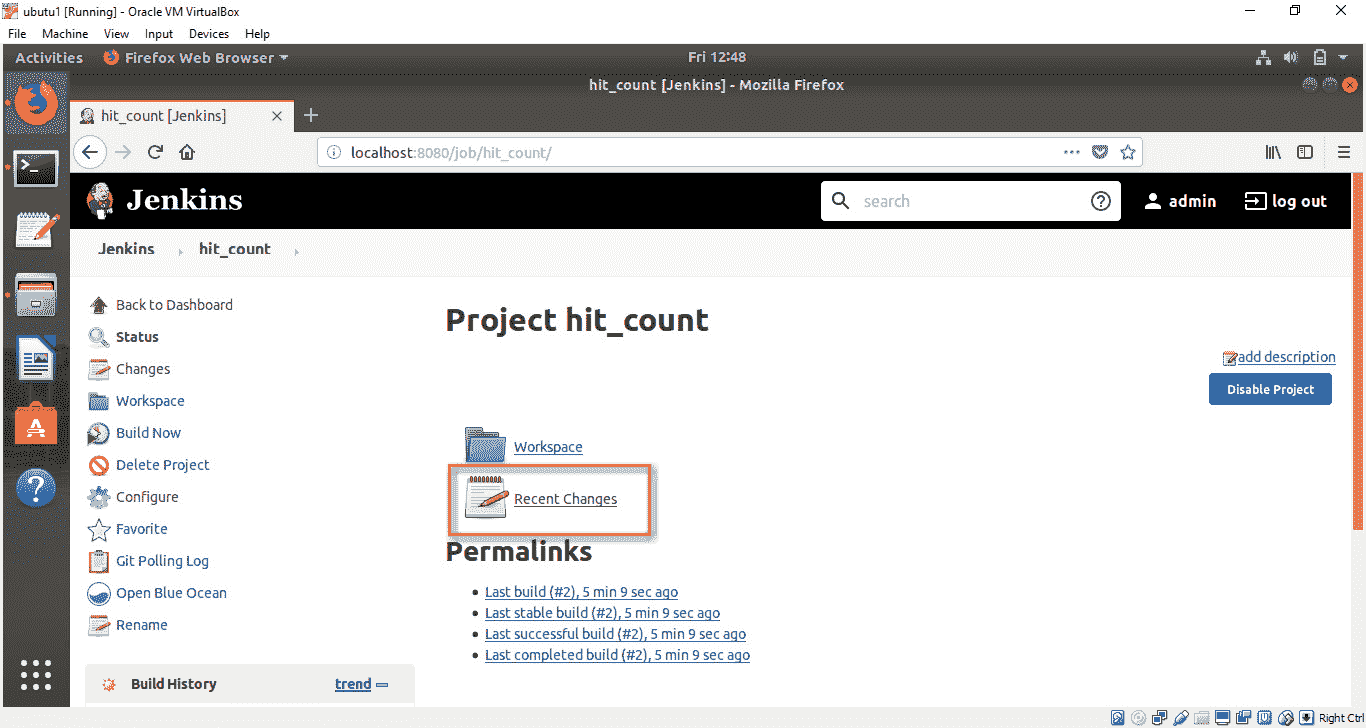 ubutu1 [Running] - Oracle VM VirtualBox
File Machine View Input Devices Help
Activities Firefox Web Browser Fri 12:48
hit_count [Jenkins] - Mozilla Firefox
hit_count [Jenkins]
localhost:8080/job/hit_count/
Jenkins search admin log out
Jenkins hit_count
Back to Dashboard
Status
Changes
Workspace
Build Now
Delete Project
Configure
Favorite
Git Polling Log
Open Blue Ocean
Rename
Build History trend
Project hit_count
add description
Disable Project
Workspace
Recent Changes
Permalinks
Last build (#2), 5 min 9 sec ago
Last stable build (#2), 5 min 9 sec ago
Last successful build (#2), 5 min 9 sec ago
Last completed build (#2), 5 min 9 sec ago
Right Ctrl